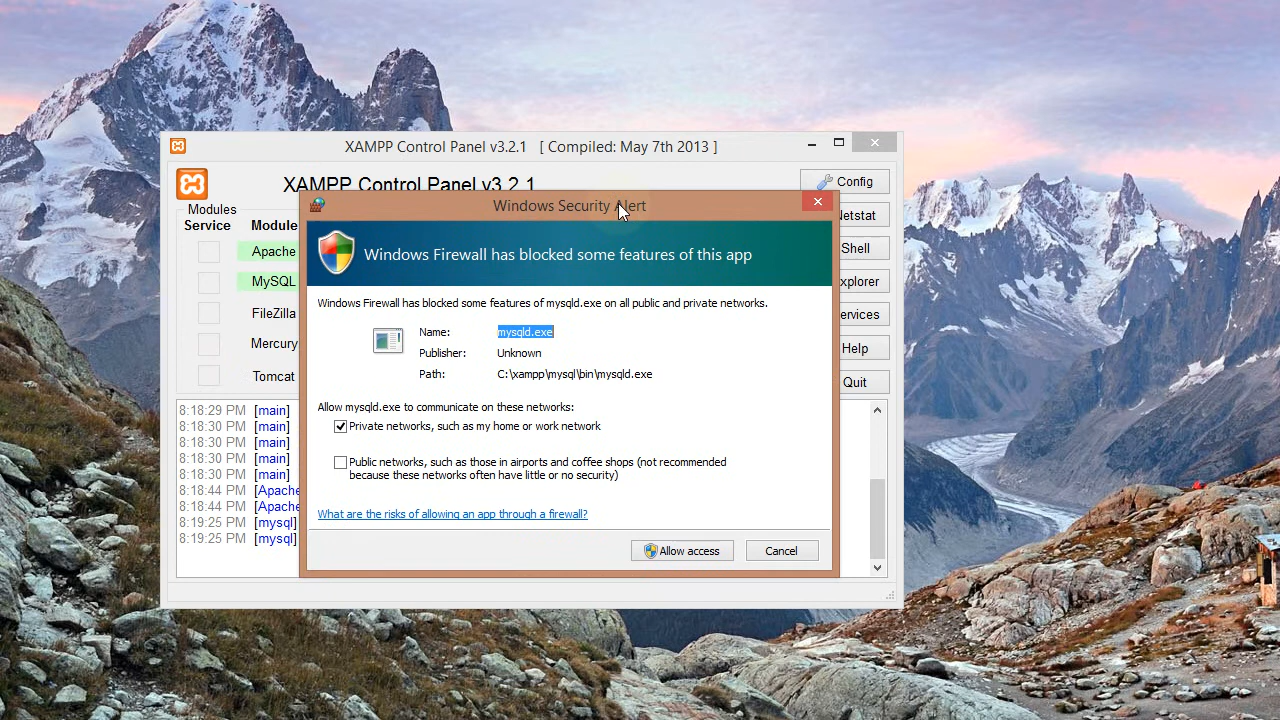 XAMPP Control Panel v3.2.1 [ Compiled: May 7th 2013 ]
XAMPP Control Panel v3.2.1
Config
Modules
Service
Module
Netstat
Windows Security Alert
Apache
Shell
Windows Firewall has blocked some features of this app
MySQL
Explorer
Windows Firewall has blocked some features of mysqld.exe on all public and private networks.
FileZilla
Services
Name: mysqld.exe
Mercury
Help
Publisher: Unknown
Tomcat
Path: C:\xampp\mysql\bin\mysqld.exe
Quit
Allow mysqld.exe to communicate on these networks:
Private networks, such as my home or work network
Public networks, such as those in airports and coffee shops (not recommended
because these networks often have little or no security)
What are the risks of allowing an app through a firewall?
Allow access
Cancel
8:18:29 PM [main]
8:18:30 PM [main]
8:18:30 PM [main]
8:18:30 PM [main]
8:18:30 PM [main]
8:18:44 PM [Apache
8:18:44 PM [Apache
8:19:25 PM [mysql]
8:19:25 PM [mysql]